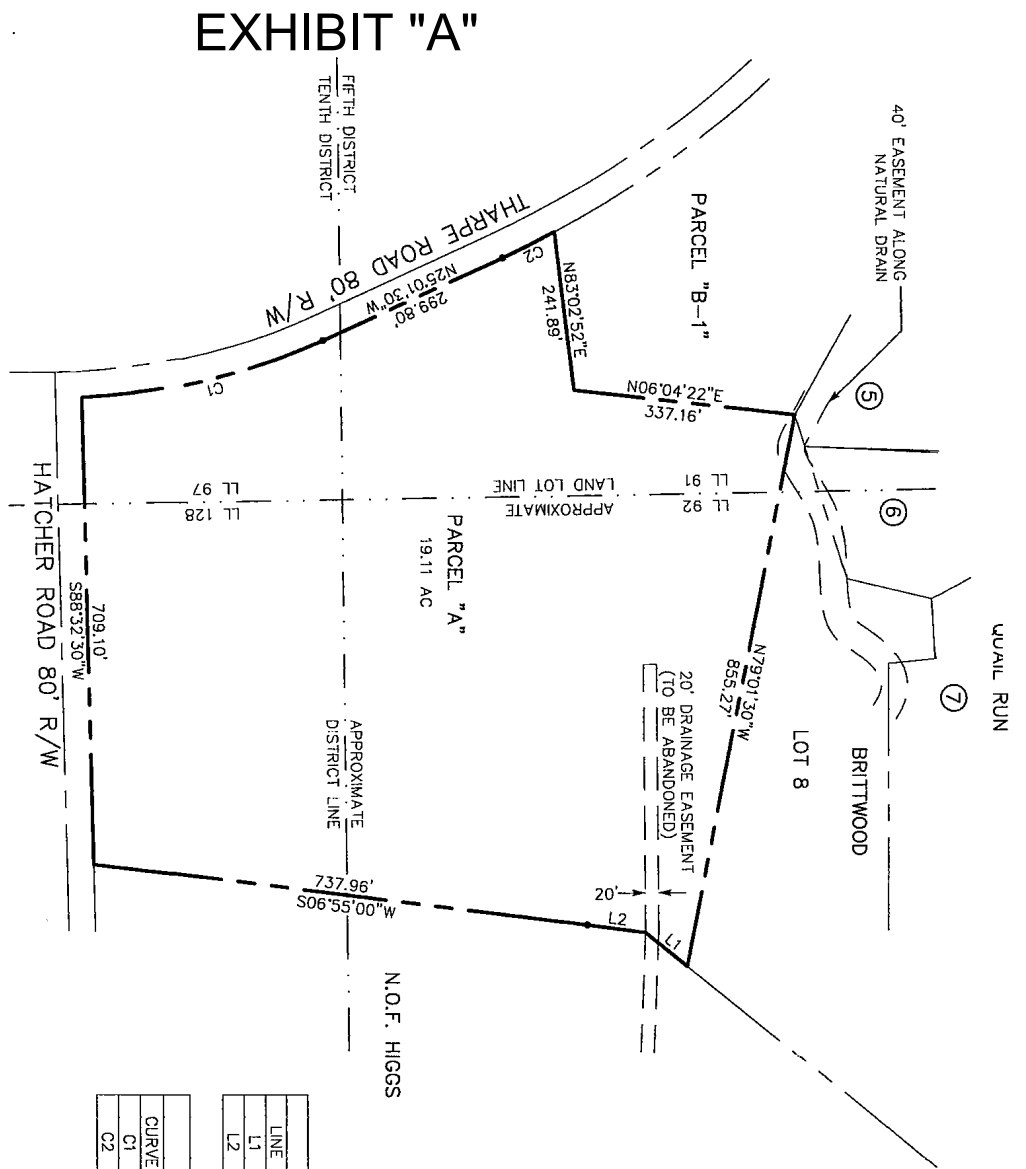 EXHIBIT "A"
FIFTH DISTRICT
TENTH DISTRICT
40' EASEMENT ALONG
NATURAL DRAIN
PARCEL "B-1"
THARPE ROAD 80' R/W
C2
N25°01'30"W
299.80'
C1
N83°02'52"E
241.89'
N06°04'22"E
337.16'
5
6
7
QUAIL RUN
BRITTWOOD
LOT 8
N79°01'30"W
855.27'
LL 91
LL 92
APPROXIMATE
LAND LOT LINE
LL 97
LL 128
PARCEL "A"
19.11 AC
HATCHER ROAD 80' R/W
709.10'
S88°32'30"W
APPROXIMATE
DISTRICT LINE
20' DRAINAGE EASEMENT
(TO BE ABANDONED)
20'
L1
L2
737.96'
S06°55'00"W
N.O.F. HIGGS
LINE
L1
L2
CURVE
C1
C2